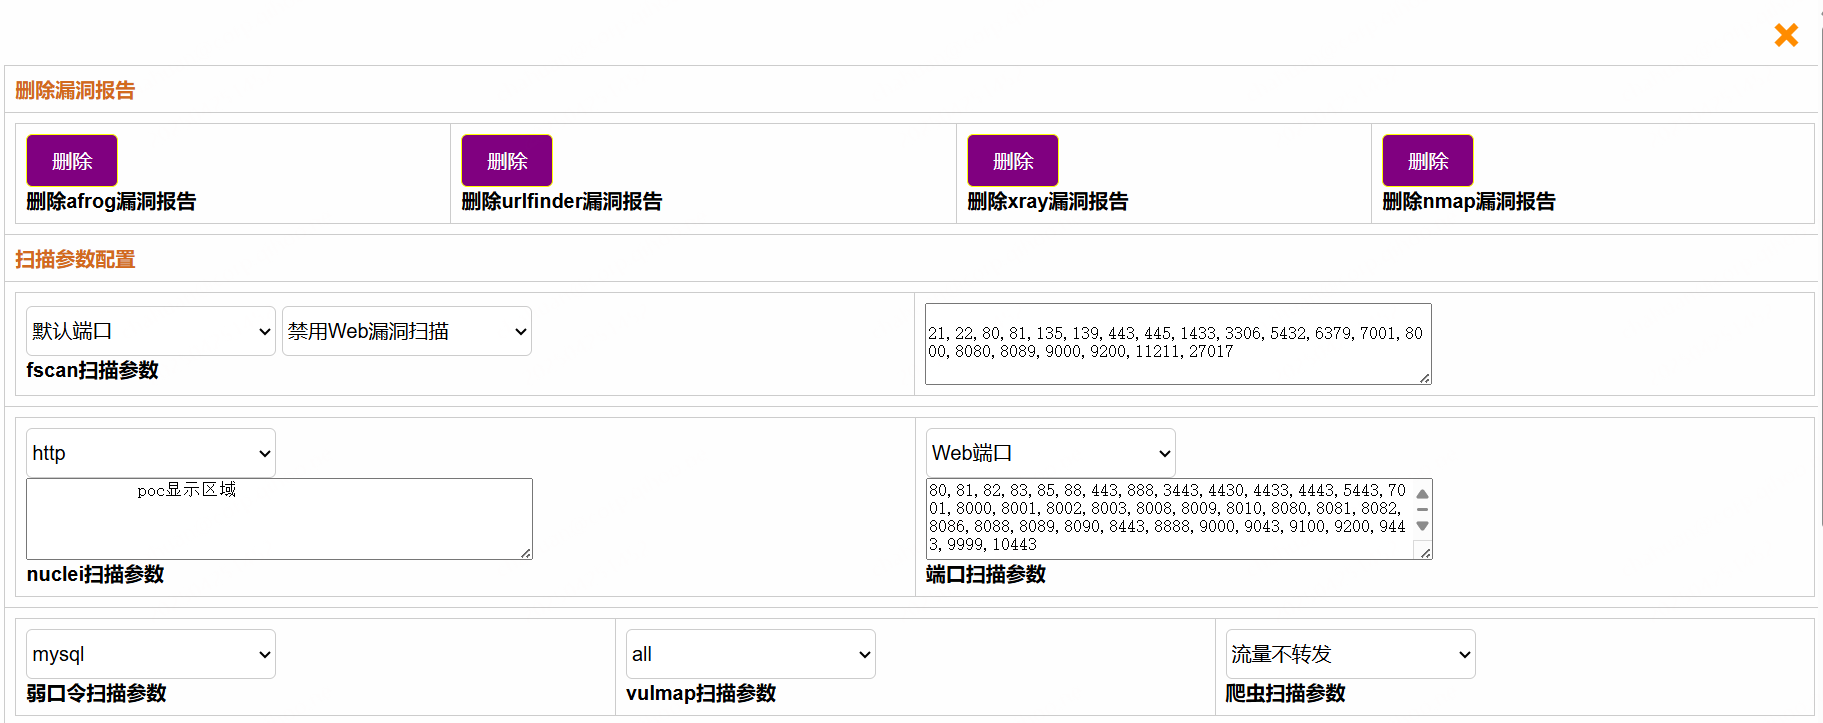 删除漏洞报告
删除
删除afrog漏洞报告
删除
删除urlfinder漏洞报告
删除
删除xray漏洞报告
删除
删除nmap漏洞报告
扫描参数配置
默认端口
禁用Web漏洞扫描
fscan扫描参数
21,22,80,81,135,139,443,445,1433,3306,5432,6379,7001,80
00,8080,8089,9000,9200,11211,27017
http
poc显示区域
nuclei扫描参数
Web端口
80,81,82,83,85,88,443,888,3443,4430,4433,4443,5443,70
01,8000,8001,8002,8003,8008,8009,8010,8080,8081,8082,
8086,8088,8089,8090,8443,8888,9000,9043,9100,9200,944
3,9999,10443
端口扫描参数
mysql
弱口令扫描参数
all
vulmap扫描参数
流量不转发
爬虫扫描参数